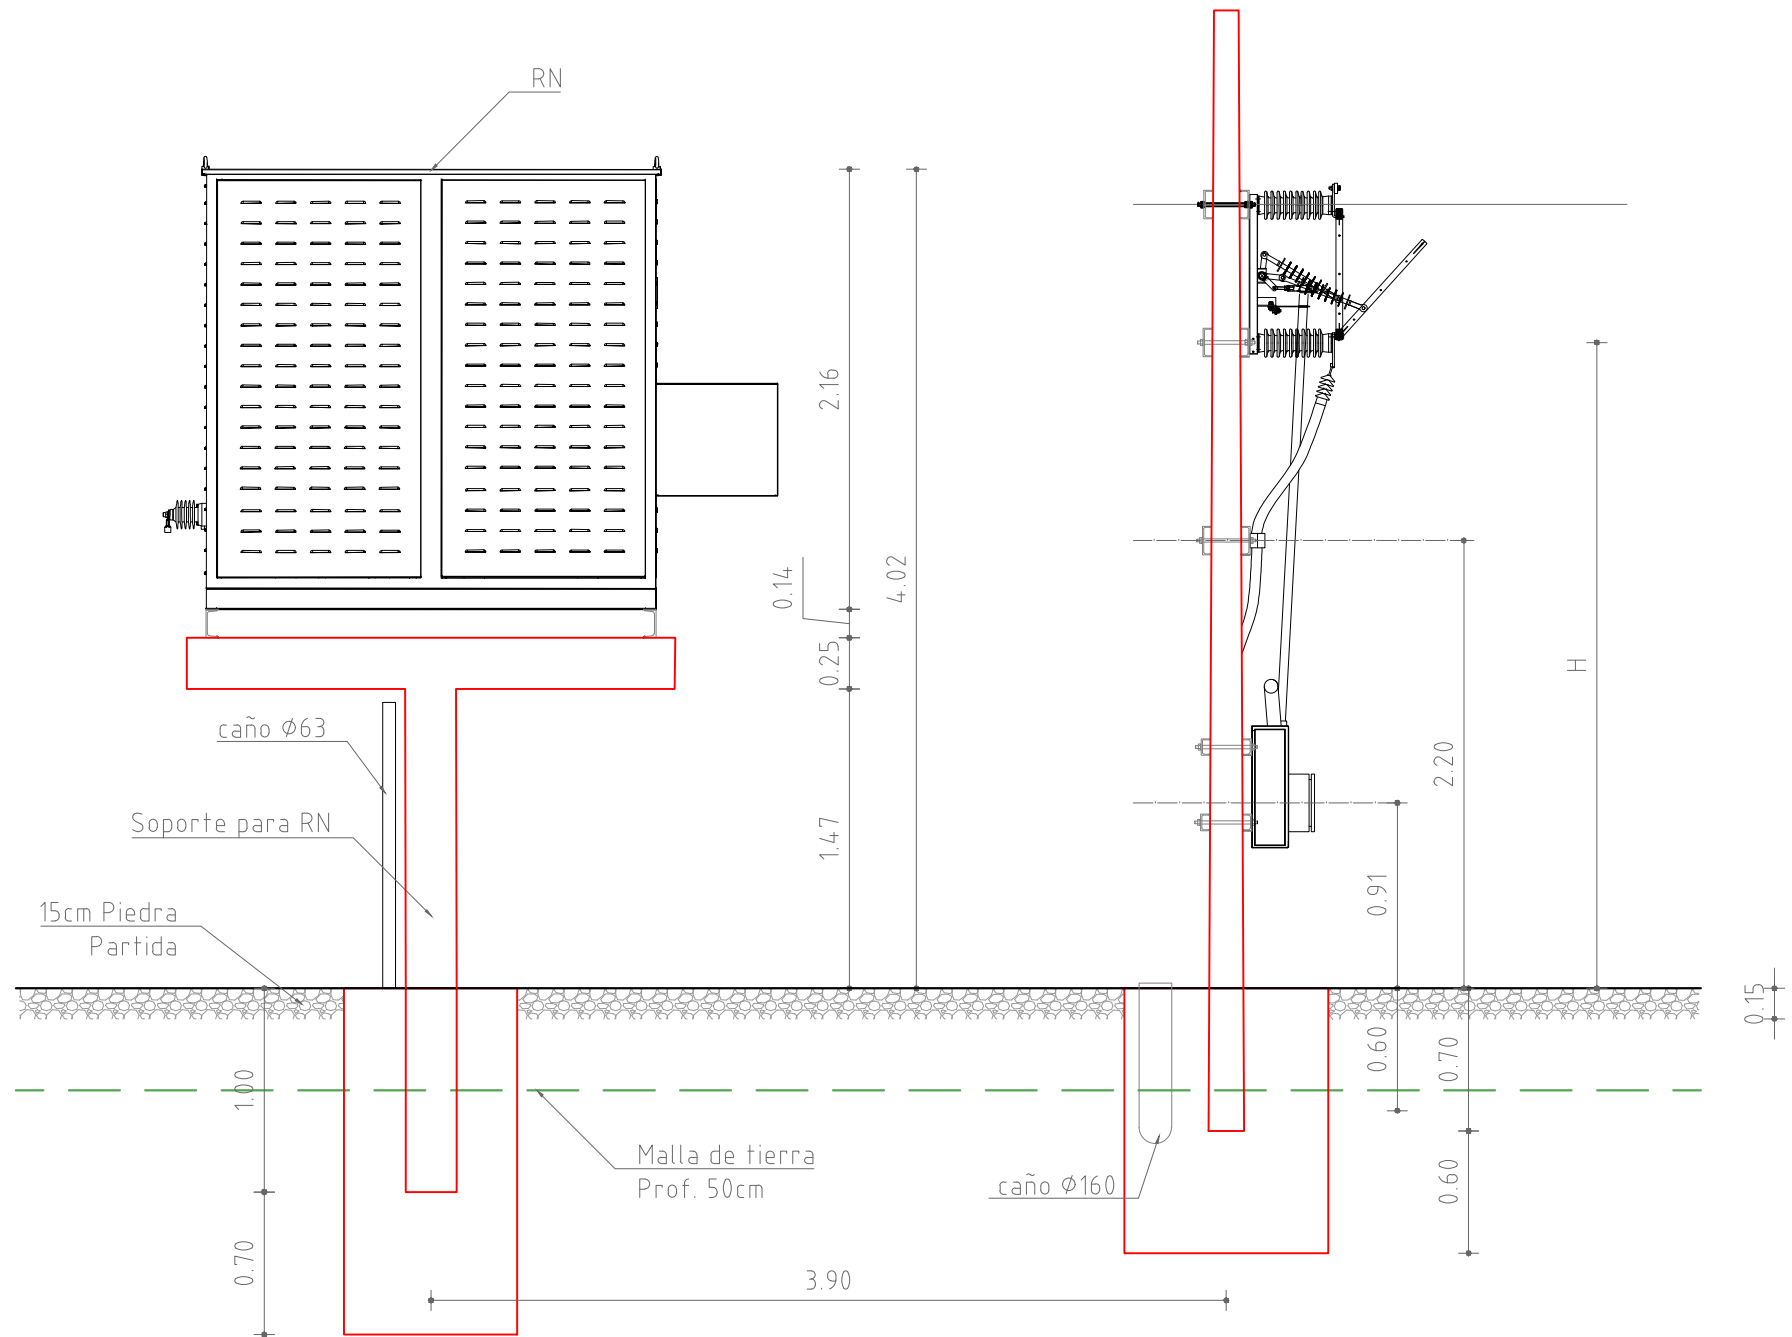 RN
2.16
0.14
4.02
0.25
caño Ø63
H
2.20
Soporte para RN
1.47
0.91
15cm Piedra
Partida
0.15
0.60
0.70
1.00
Malla de tierra
Prof. 50cm
caño Ø160
0.60
0.70
3.90